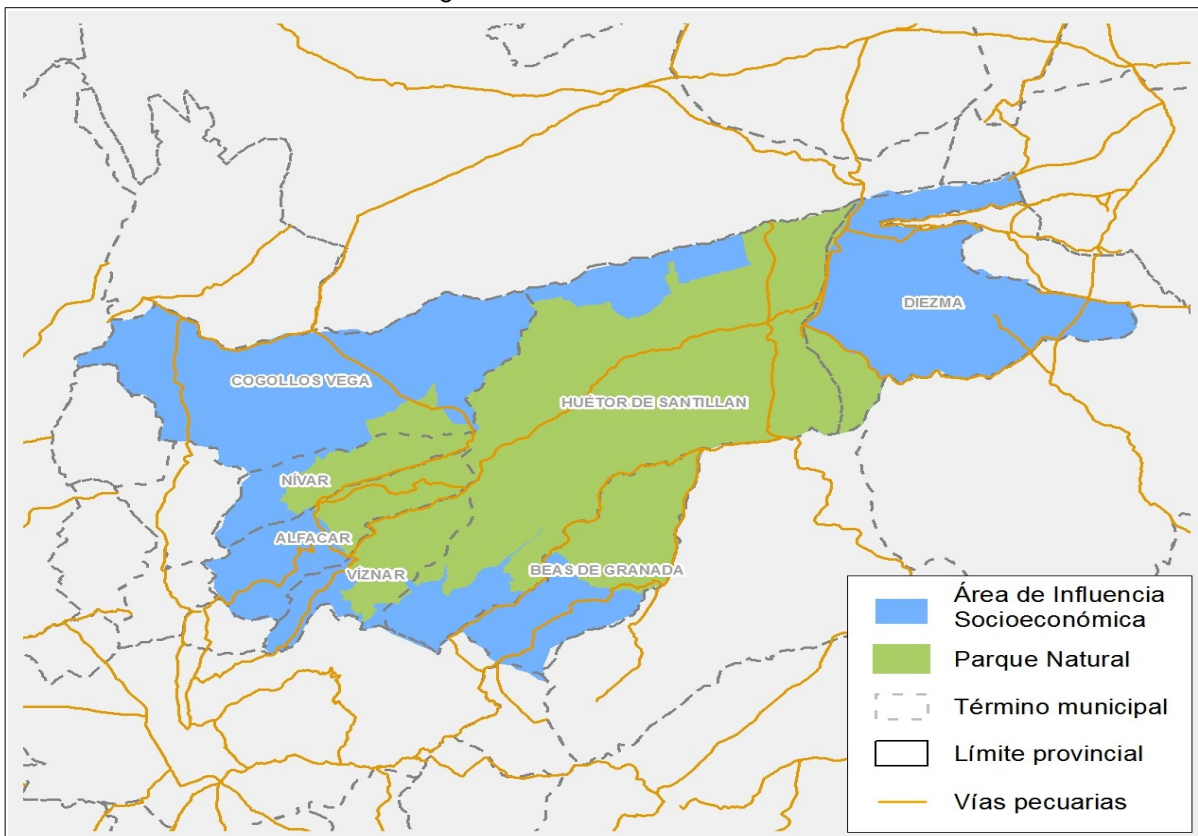 DIEZMA
COGOLLOS VEGA
HUÉTOR DE SANTILLAN
NÍVAR
ALFACAR
VÍZNAR
BEAS DE GRANADA
Área de Influencia
Socioeconómica
Parque Natural
Término municipal
Límite provincial
Vías pecuarias